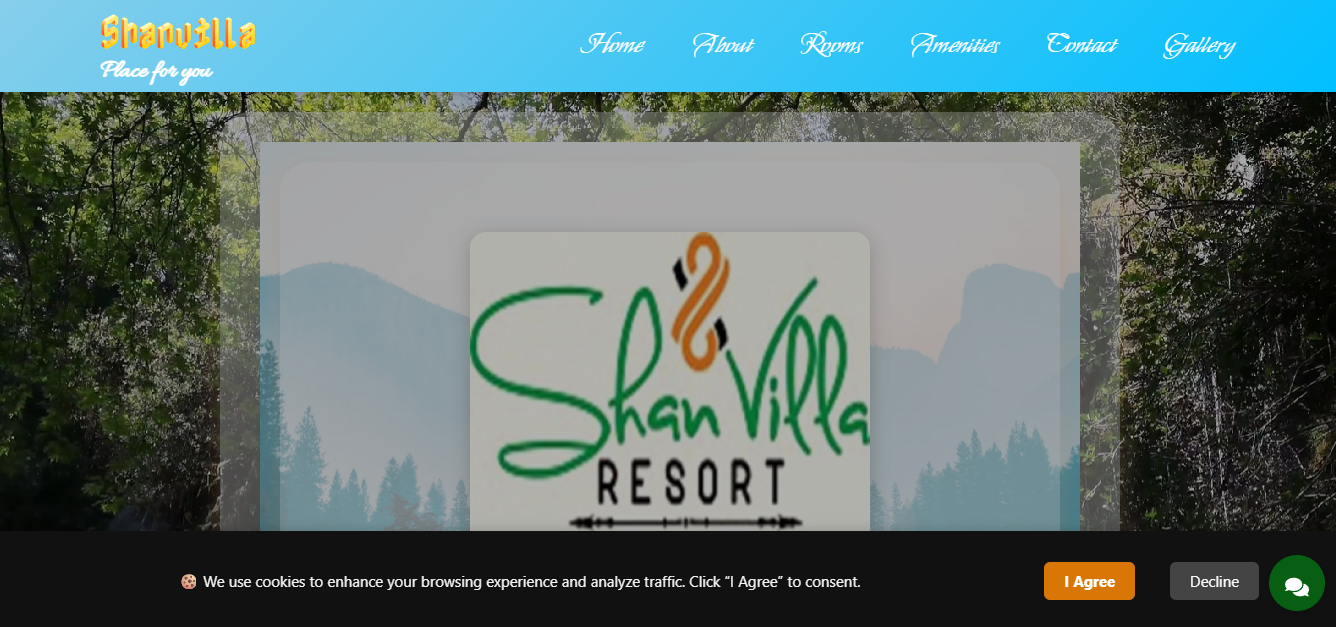 Shanvilla
Place for you
Home About Rooms Amenities Contact Gallery
Shan Villa
RESORT
🍪 We use cookies to enhance your browsing experience and analyze traffic. Click “I Agree” to consent.
I Agree
Decline